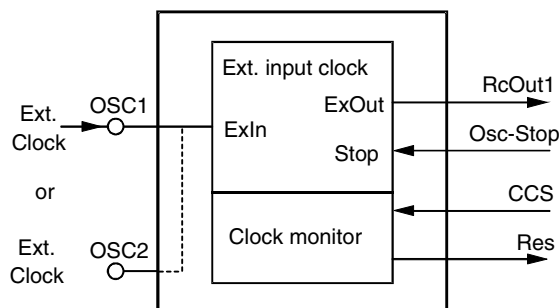 Ext. input clock
RcOut1
ExOut
OSC1
Ext.
Clock
ExIn
Osc-Stop
Stop
or
CCS
Clock monitor
Res
OSC2
Ext.
Clock